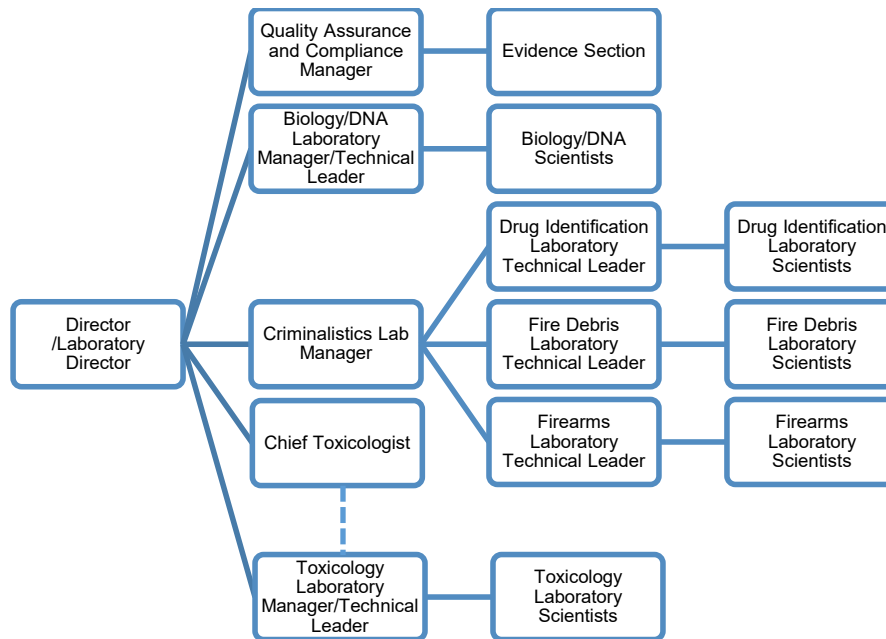 Quality Assurance
and Compliance
Manager
Evidence Section
Biology/DNA
Laboratory
Manager/Technical
Leader
Biology/DNA
Scientists
Drug Identification
Laboratory
Technical Leader
Drug Identification
Laboratory
Scientists
Director
/Laboratory
Director
Criminalistics Lab
Manager
Fire Debris
Laboratory
Technical Leader
Fire Debris
Laboratory
Scientists
Chief Toxicologist
Firearms
Laboratory
Technical Leader
Firearms
Laboratory
Scientists
Toxicology
Laboratory
Manager/Technical
Leader
Toxicology
Laboratory
Scientists